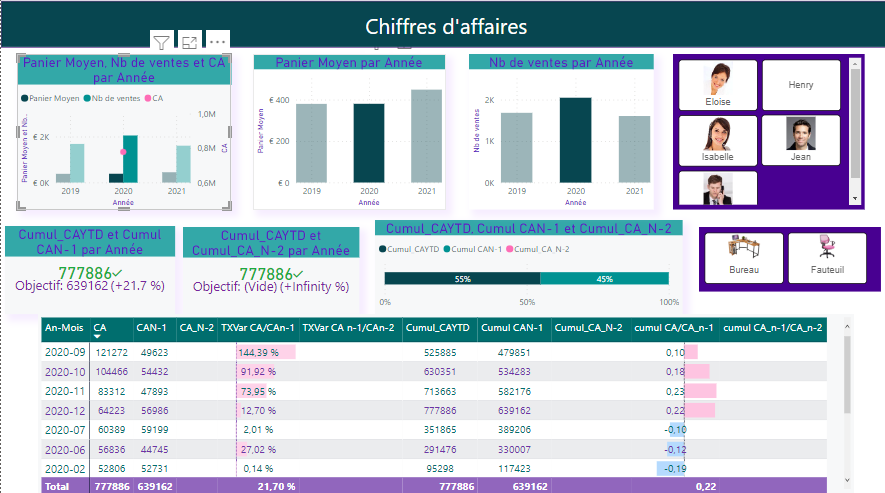 Chiffres d'affaires
Panier Moyen, Nb de ventes et CA
par Année
Panier Moyen Nb de ventes CA
Panier Moyen et Nb...
€ 2K
€ 0K
1,0M
0,8M
0,6M
CA
2019 2020 2021
Année
Panier Moyen par Année
Panier Moyen
€ 400
€ 200
€ 0
2019 2020 2021
Année
Nb de ventes par Année
Nb de ventes
2K
1K
0K
2019 2020 2021
Année
Eloise
Henry
Isabelle
Jean
Cumul_CAYTD et Cumul
CAN-1 par Année
777886
Objectif: 639162 (+21.7 %)
Cumul_CAYTD et
Cumul_CA_N-2 par Année
777886
Objectif: (Vide) (+Infinity %)
Cumul_CAYTD, Cumul CAN-1 et Cumul_CA_N-2
Cumul_CAYTD Cumul CAN-1 Cumul_CA_N-2
55% 45%
0% 50% 100%
Bureau
Fauteuil
An-Mois CA CAN-1 CA_N-2 TXVar CA/CAn-1 TXVar CA n-1/CAn-2 Cumul_CAYTD Cumul CAN-1 Cumul_CA_N-2 cumul CA/CA_n-1 cumul CA_n-1/CA_n-2
2020-09 121272 49623 144,39 % 525885 479851 0,10
2020-10 104466 54432 91,92 % 630351 534283 0,18
2020-11 83312 47893 73,95 % 713663 582176 0,23
2020-12 64223 56986 12,70 % 777886 639162 0,22
2020-07 60389 59199 2,01 % 351865 389206 -0,10
2020-06 56836 44745 27,02 % 291476 330007 -0,12
2020-02 52806 52731 0,14 % 95298 117423 -0,19
Total 777886 639162 21,70 % 777886 639162 0,22